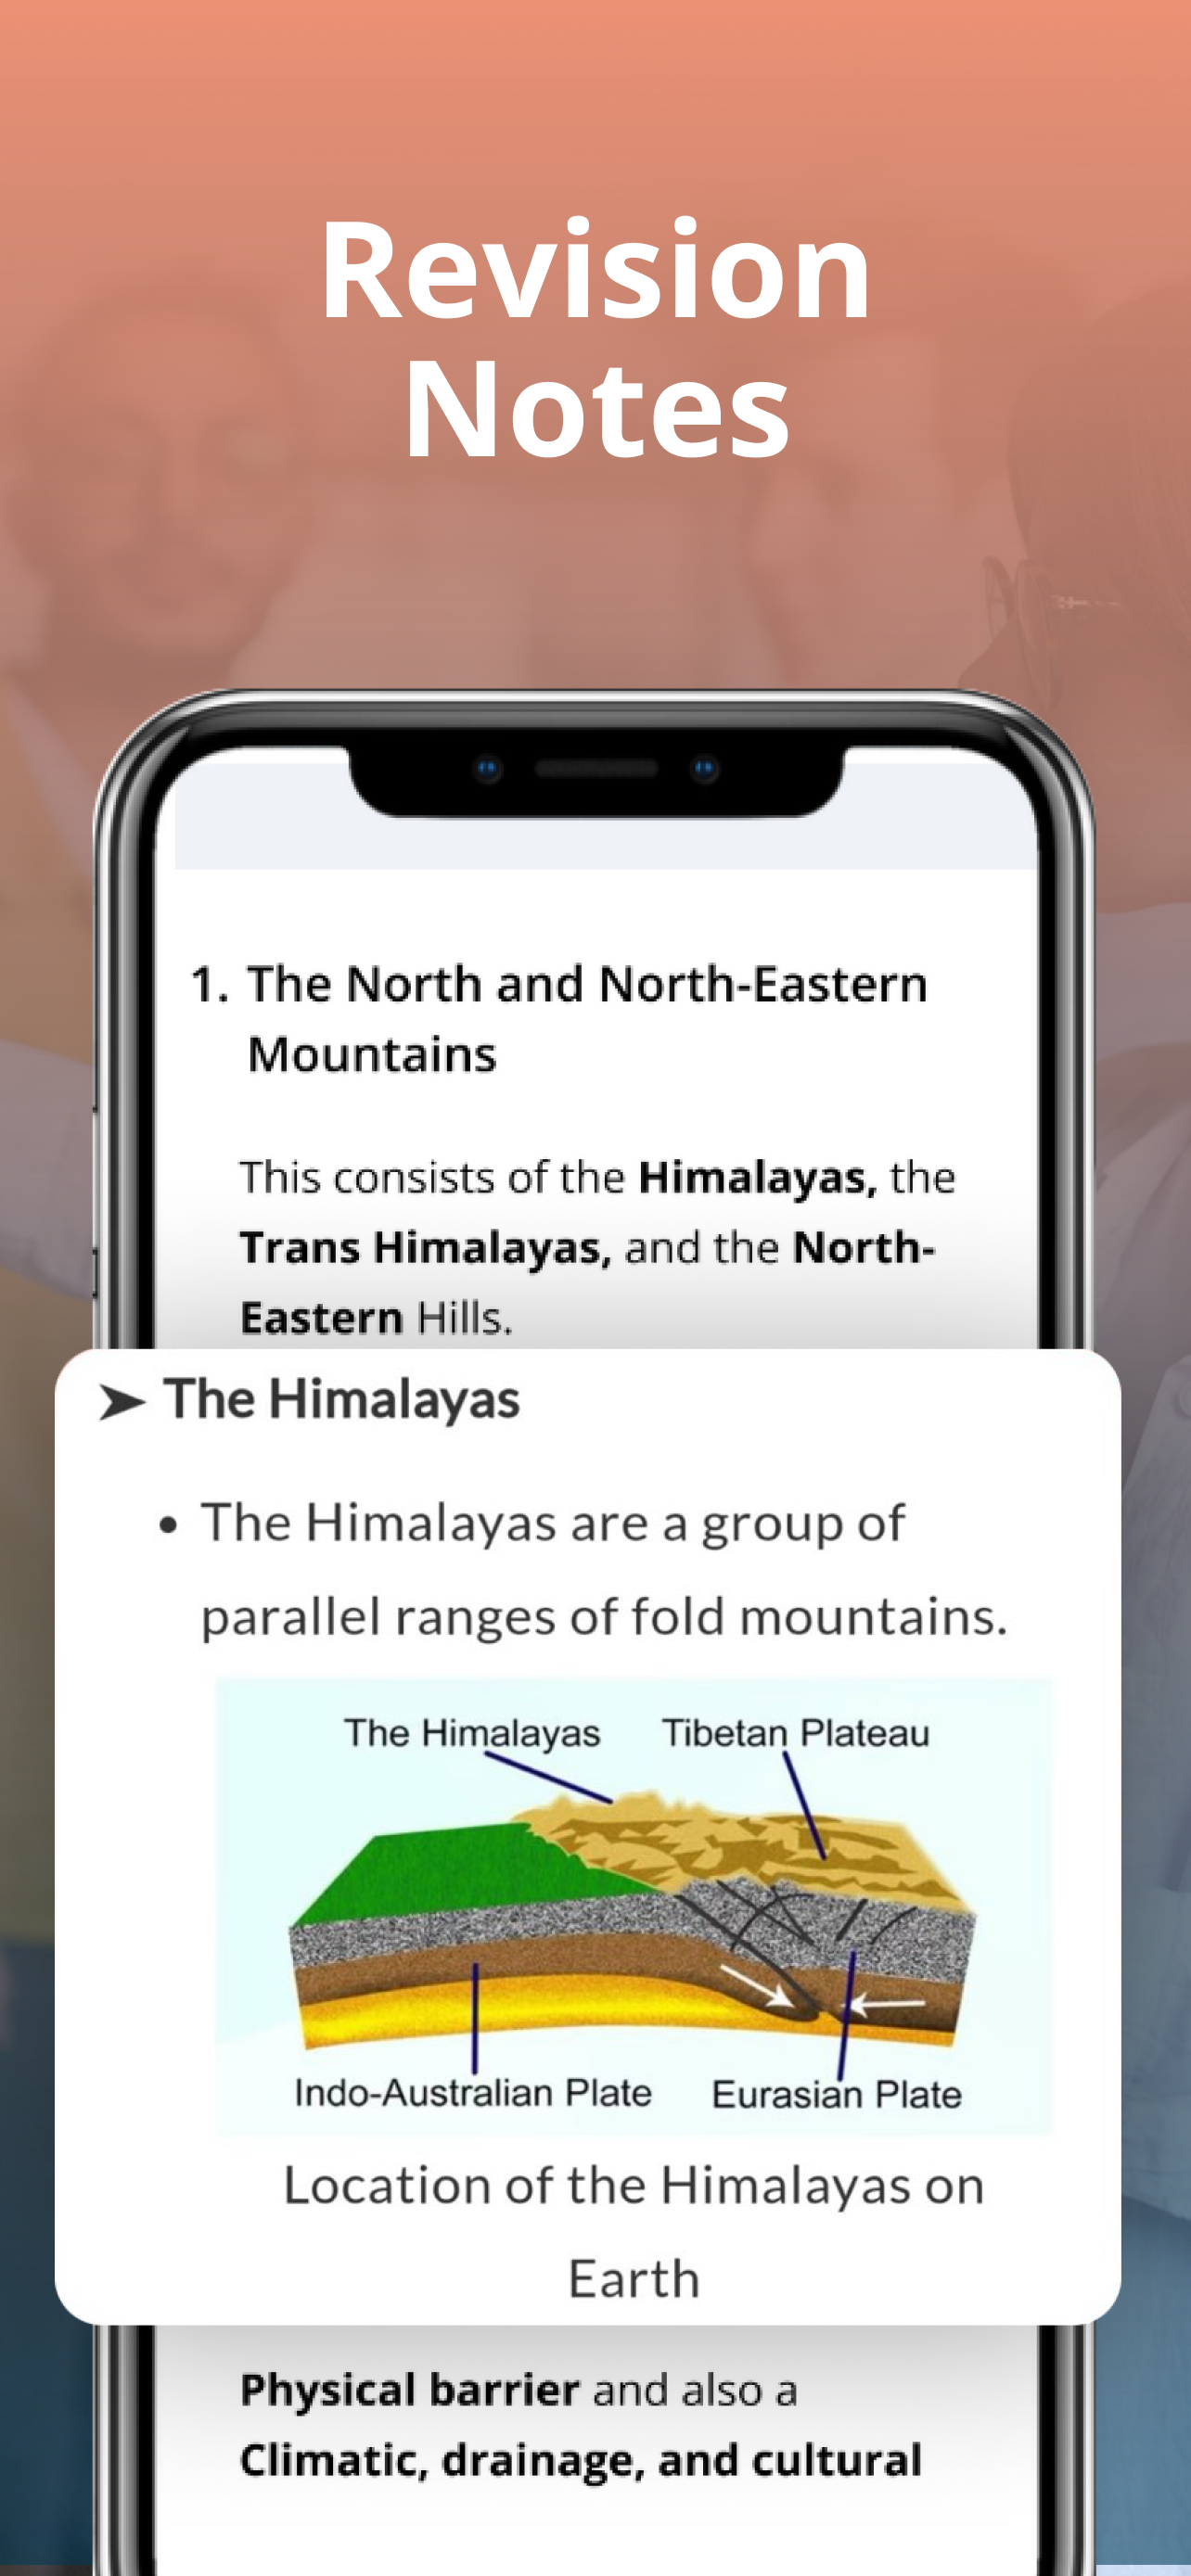 Revision
Notes
1. The North and North-Eastern
Mountains
This consists of the Himalayas, the
Trans Himalayas, and the North-
Eastern Hills.
➤ The Himalayas
• The Himalayas are a group of
parallel ranges of fold mountains.
The Himalayas Tibetan Plateau
Indo-Australian Plate Eurasian Plate
Location of the Himalayas on
Earth
Physical barrier and also a
Climatic, drainage, and cultural